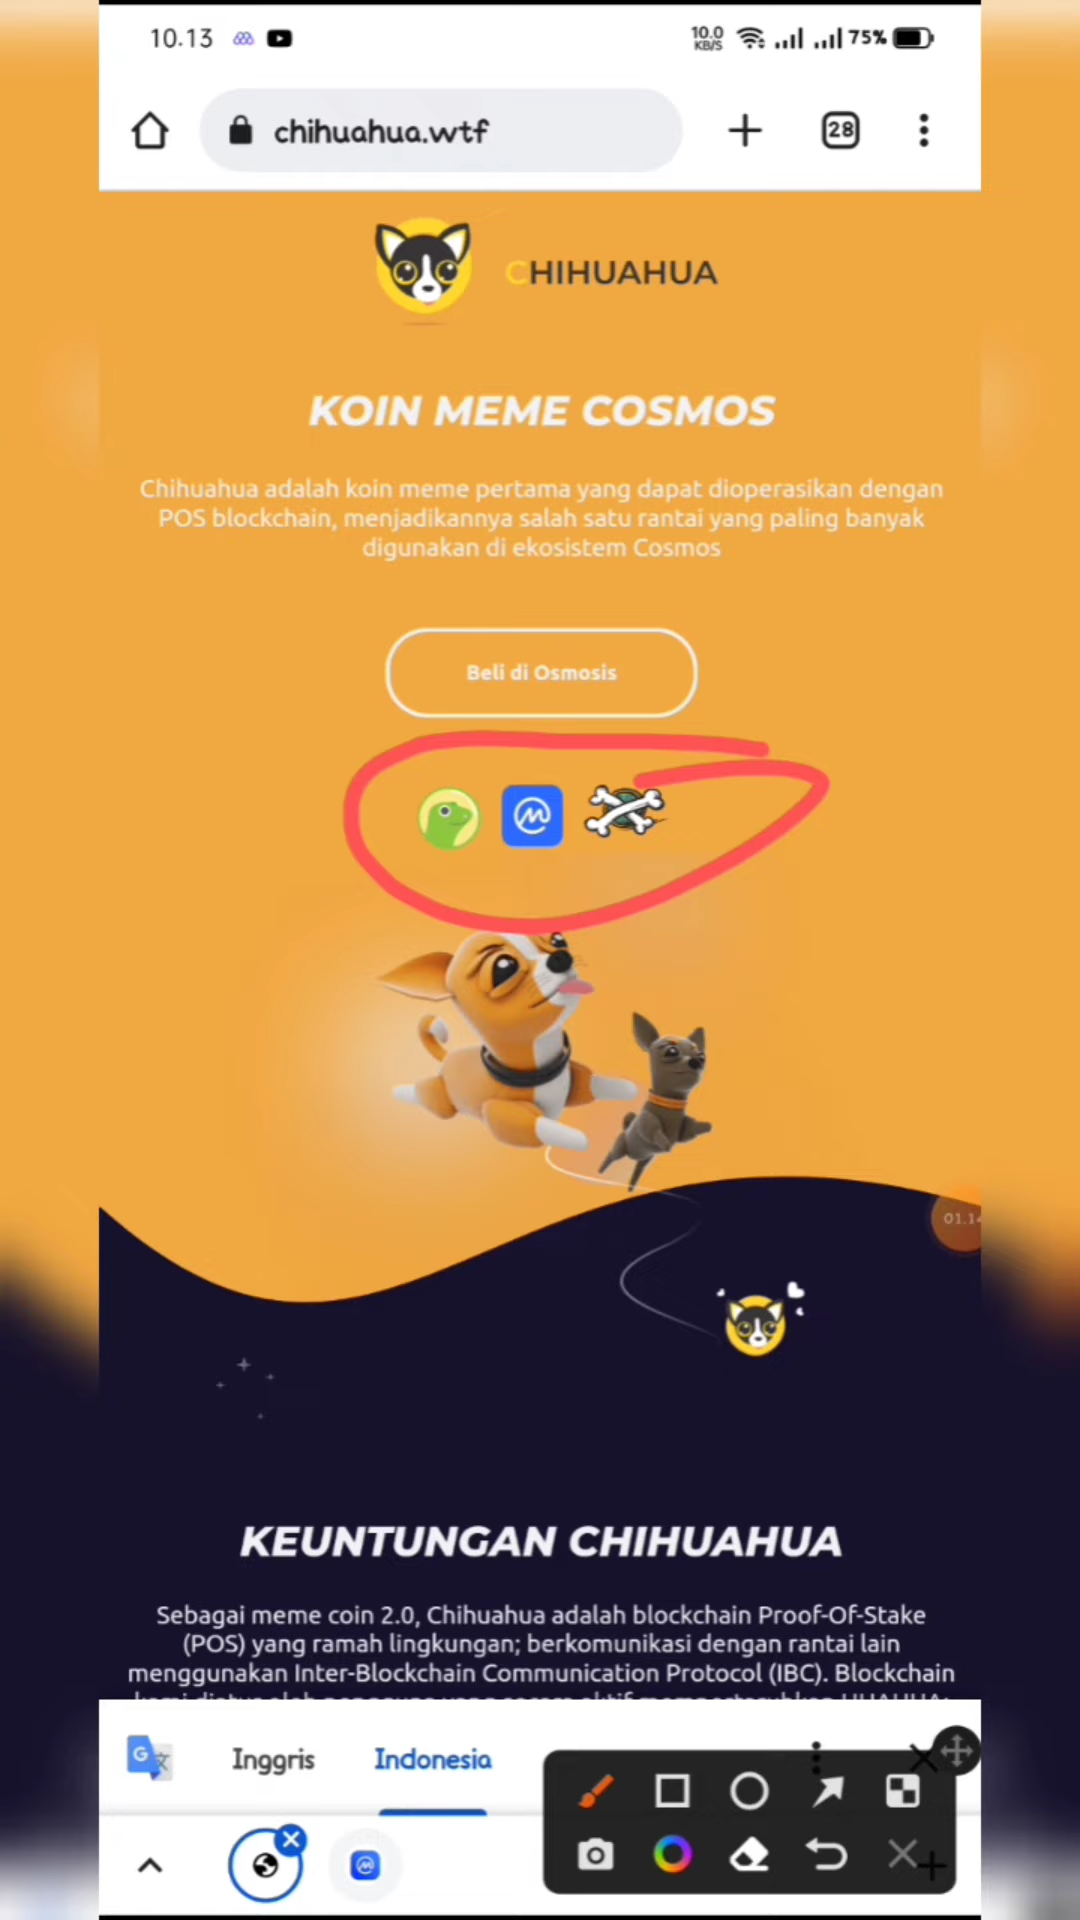 10.13
10.0
KB/S
75%
chihuahua.wtf
28
CHIHUAHUA
KOIN MEME COSMOS
Chihuahua adalah koin meme pertama yang dapat dioperasikan dengan
POS blockchain, menjadikannya salah satu rantai yang paling banyak
digunakan di ekosistem Cosmos
Beli di Osmosis
01.14
KEUNTUNGAN CHIHUAHUA
Sebagai meme coin 2.0, Chihuahua adalah blockchain Proof-Of-Stake
(POS) yang ramah lingkungan; berkomunikasi dengan rantai lain
menggunakan Inter-Blockchain Communication Protocol (IBC). Blockchain
Inggris
Indonesia